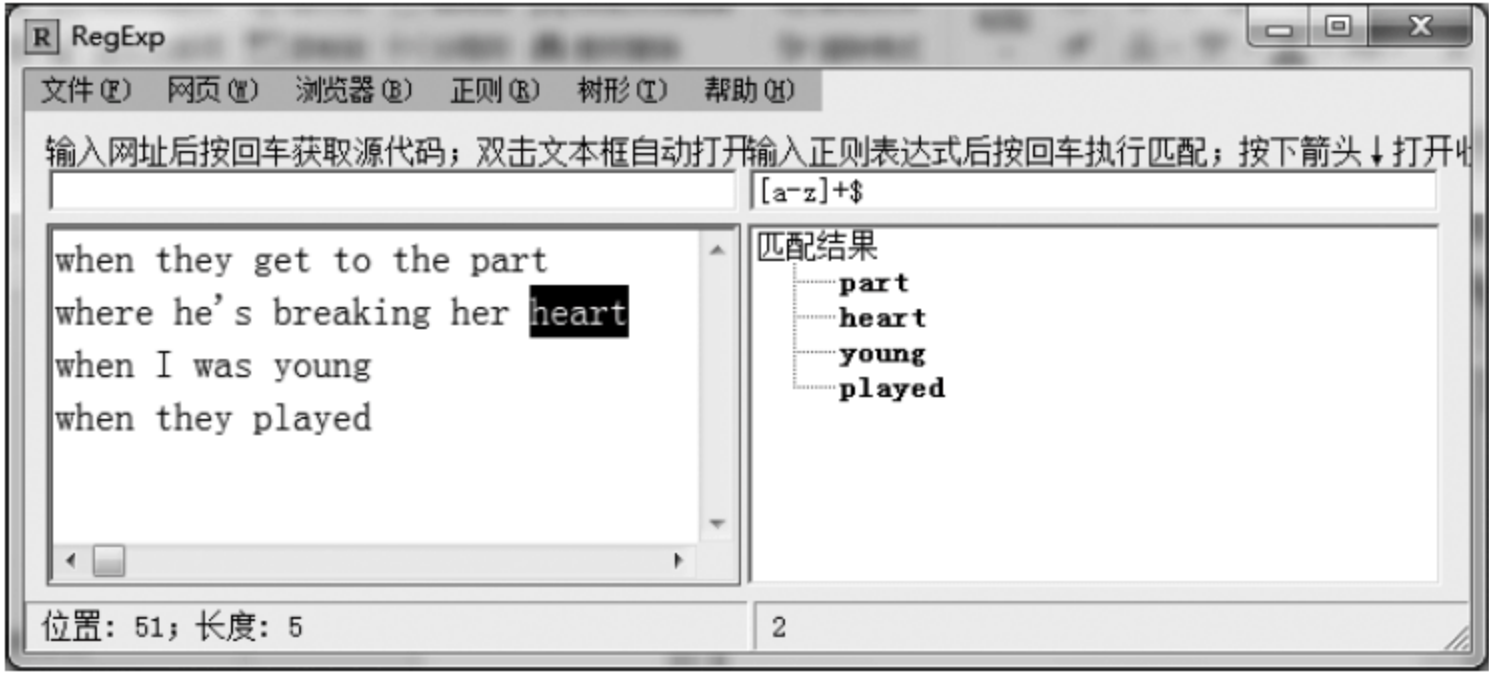 RegExp
文件(F) 网页(W) 浏览器(B) 正则(R) 树形(T) 帮助(H)
输入网址后按回车获取源代码；双击文本框自动打开 输入正则表达式后按回车执行匹配；按下箭头↓打开
[a-z]+$
when they get to the part
where he's breaking her heart
when I was young
when they played
匹配结果
part
heart
young
played
位置: 51; 长度: 5
2